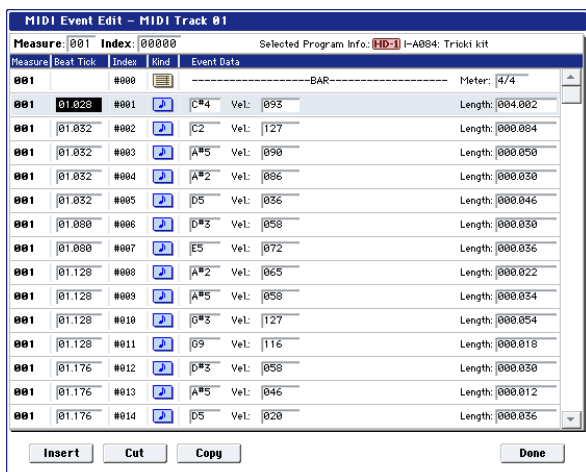 MIDI Event Edit – MIDI Track 01
Measure: 001 Index: 00000 Selected Program Info.: HD-1 I-A084: Tricki kit
Measure Beat Tick Index Kind Event Data
001 #000 --------------------BAR-------------------- Meter: 4/4
001 01.028 #001 C#4 Vel.: 093 Length: 004.002
001 01.032 #002 C2 Vel.: 127 Length: 000.084
001 01.032 #003 A#5 Vel.: 090 Length: 000.050
001 01.032 #004 A#2 Vel.: 086 Length: 000.030
001 01.032 #005 D5 Vel.: 036 Length: 000.046
001 01.080 #006 D#3 Vel.: 058 Length: 000.030
001 01.080 #007 E5 Vel.: 072 Length: 000.036
001 01.128 #008 A#2 Vel.: 065 Length: 000.022
001 01.128 #009 A#5 Vel.: 058 Length: 000.034
001 01.128 #010 G#3 Vel.: 127 Length: 000.054
001 01.128 #011 G9 Vel.: 116 Length: 000.018
001 01.176 #012 D#3 Vel.: 058 Length: 000.030
001 01.176 #013 A#5 Vel.: 046 Length: 000.012
001 01.176 #014 D5 Vel.: 020 Length: 000.036
Insert Cut Copy Done